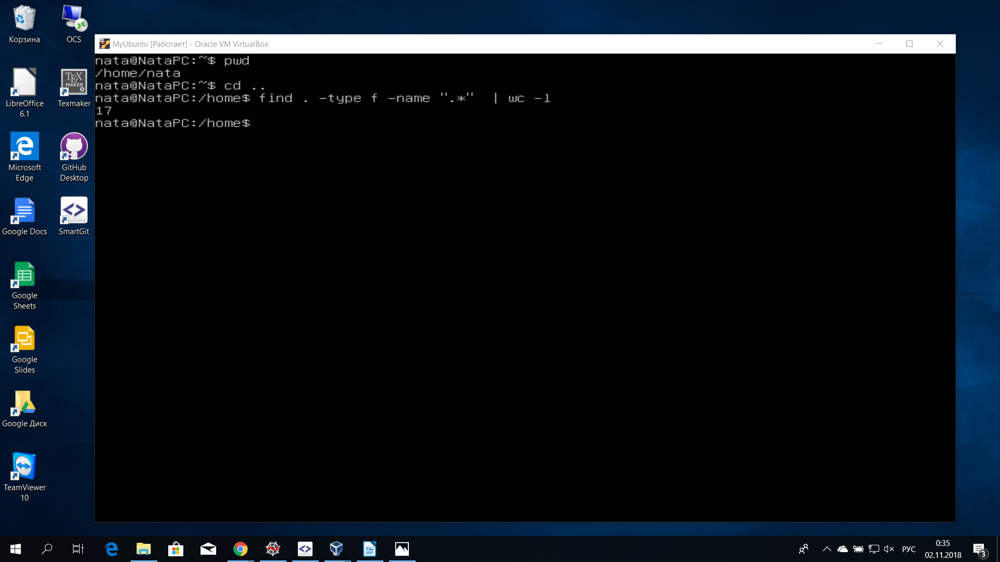 Корзина
OCS
LibreOffice
6.1
TEX
MAKER
Texmaker
Microsoft
Edge
GitHub
Desktop
Google Docs
SmartGit
Google
Sheets
Google
Slides
Google Диск
TeamViewer
10
MyUbuntu [Работает] - Oracle VM VirtualBox
nata@NataPC:~$ pwd
/home/nata
nata@NataPC:~$ cd ..
nata@NataPC:/home$ find . -type f -name ".*"  | wc -l
17
nata@NataPC:/home$
РУС
0:35
02.11.2018
3